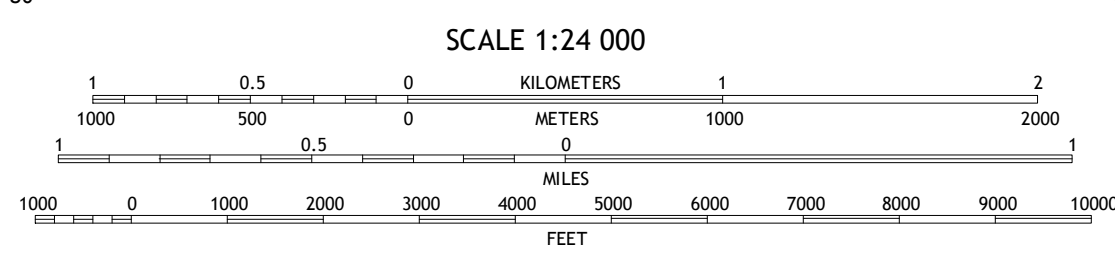 SCALE 1:24 000
1 0.5 0 KILOMETERS 1 2
1000 500 0 METERS 1000 2000
1 0.5 0 1
MILES
1000 0 1000 2000 3000 4000 5000 6000 7000 8000 9000 10000
FEET